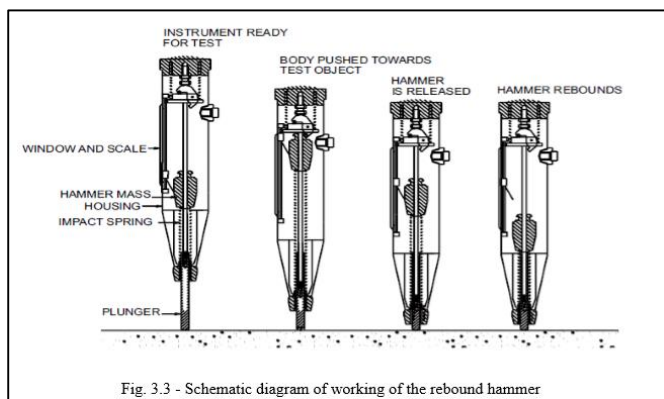 INSTRUMENT READY
FOR TEST
BODY PUSHED TOWARDS
TEST OBJECT
HAMMER
IS RELEASED
HAMMER REBOUNDS
WINDOW AND SCALE
HAMMER MASS
HOUSING
IMPACT SPRING
PLUNGER
Fig. 3.3 - Schematic diagram of working of the rebound hammer